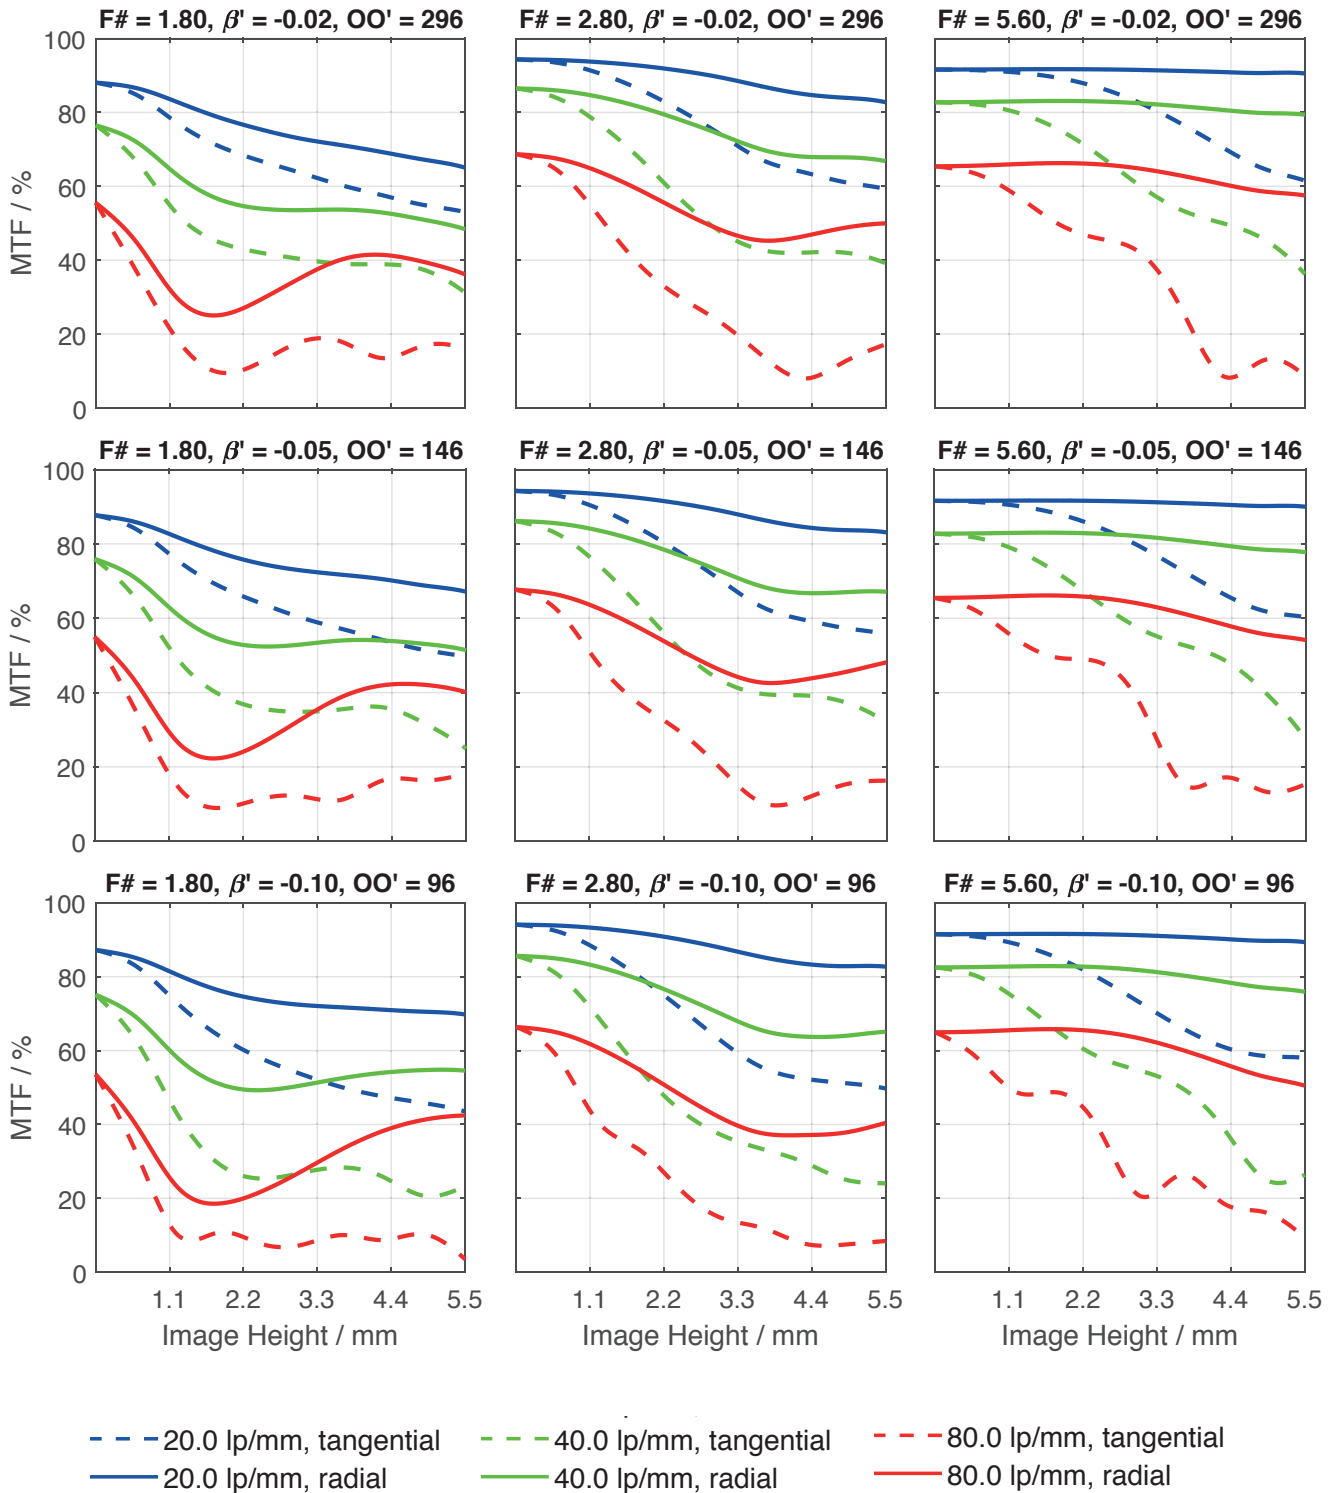 F# = 1.80, β' = -0.02, OO' = 296
F# = 2.80, β' = -0.02, OO' = 296
F# = 5.60, β' = -0.02, OO' = 296
100
80
60
40
20
0
MTF / %
F# = 1.80, β' = -0.05, OO' = 146
F# = 2.80, β' = -0.05, OO' = 146
F# = 5.60, β' = -0.05, OO' = 146
100
80
60
40
20
0
MTF / %
F# = 1.80, β' = -0.10, OO' = 96
F# = 2.80, β' = -0.10, OO' = 96
F# = 5.60, β' = -0.10, OO' = 96
100
80
60
40
20
0
MTF / %
1.1 2.2 3.3 4.4 5.5
1.1 2.2 3.3 4.4 5.5
1.1 2.2 3.3 4.4 5.5
Image Height / mm
Image Height / mm
Image Height / mm
20.0 lp/mm, tangential
40.0 lp/mm, tangential
80.0 lp/mm, tangential
20.0 lp/mm, radial
40.0 lp/mm, radial
80.0 lp/mm, radial